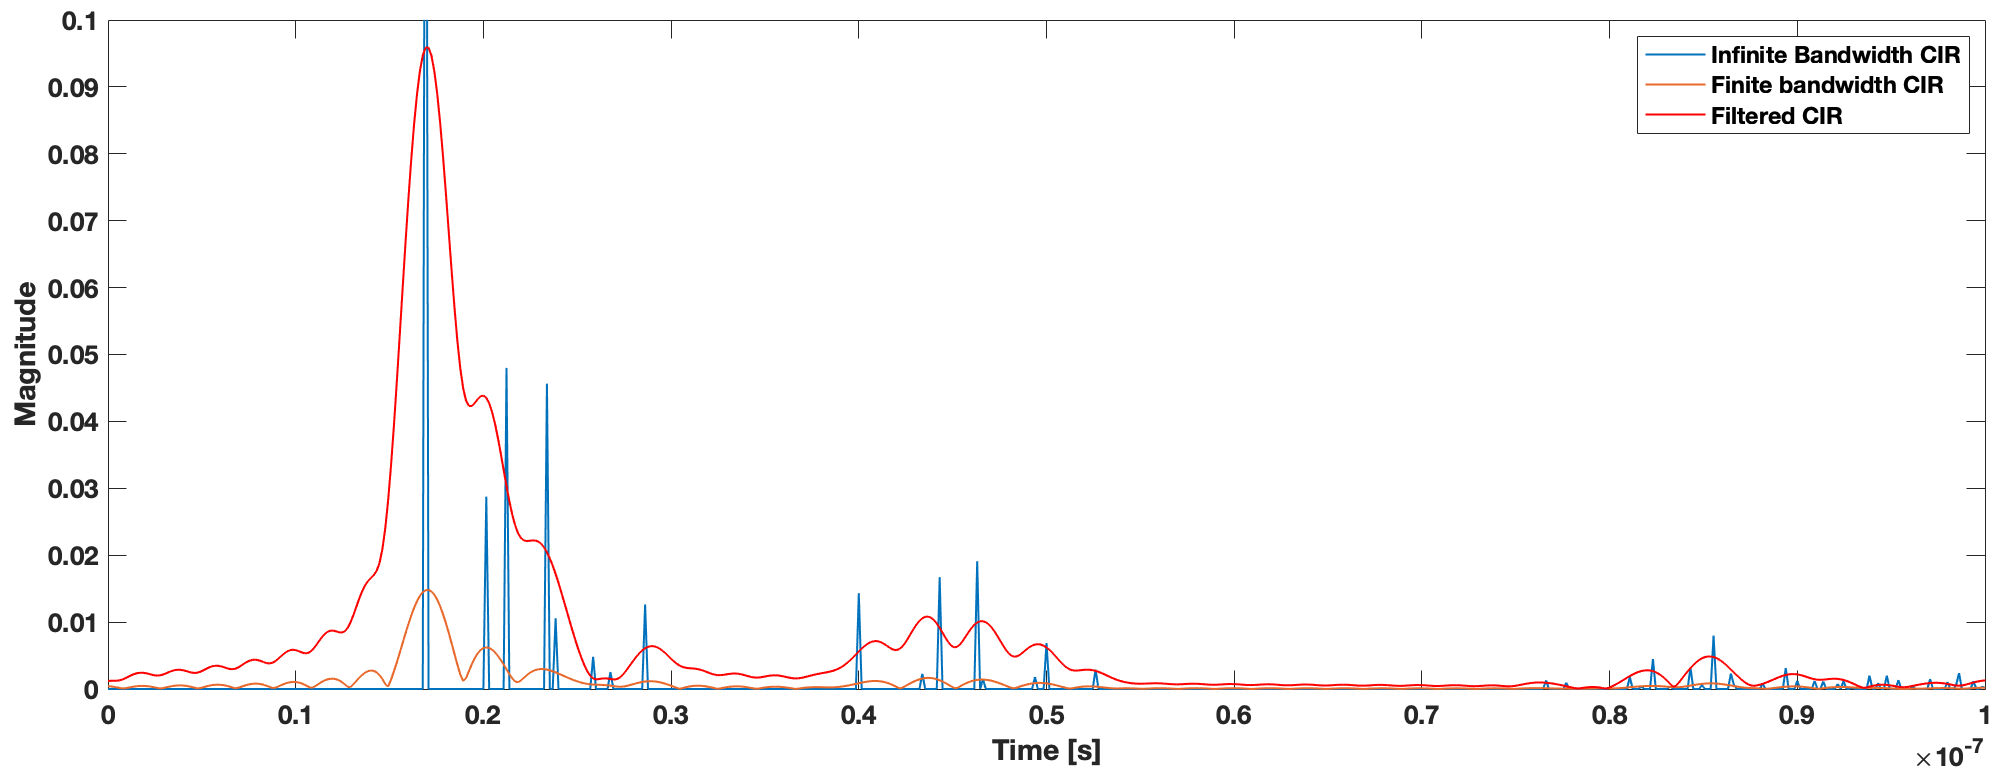 0.1
0.09
0.08
0.07
0.06
0.05
0.04
0.03
0.02
0.01
0
Magnitude
Infinite Bandwidth CIR
Finite bandwidth CIR
Filtered CIR
0 0.1 0.2 0.3 0.4 0.5 0.6 0.7 0.8 0.9 1
Time [s]
×10⁻⁷